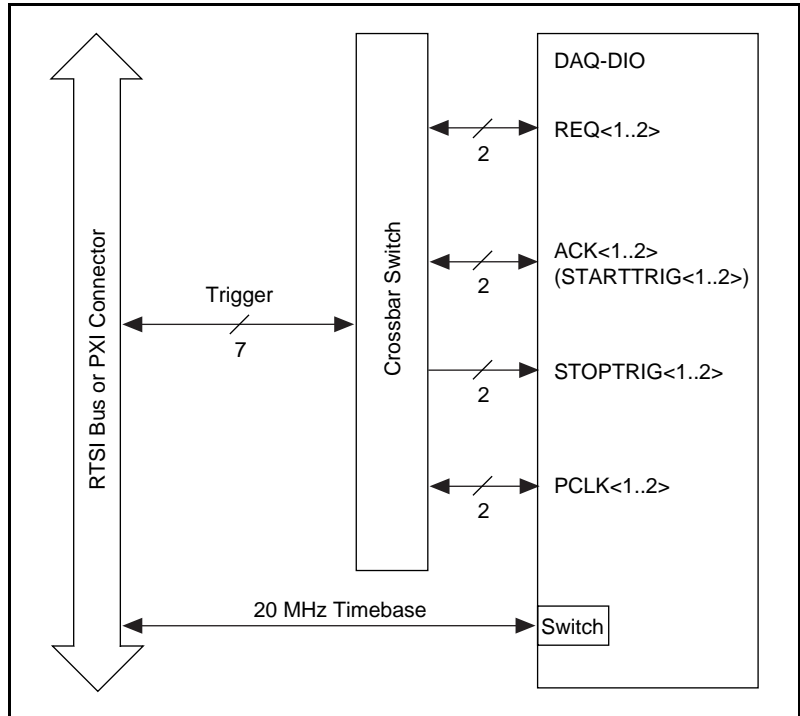 DAQ-DIO
REQ<1..2>
2
ACK<1..2>
(STARTTRIG<1..2>)
2
Trigger
7
RTSI Bus or PXI Connector
Crossbar Switch
STOPTRIG<1..2>
2
PCLK<1..2>
2
20 MHz Timebase
Switch